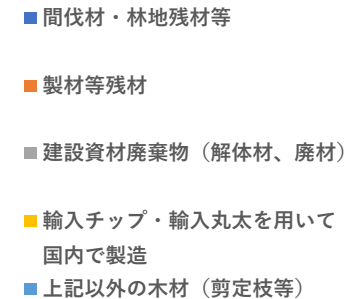 間伐材・林地残材等
製材等残材
建設資材廃棄物（解体材、廃材）
輸入チップ・輸入丸太を用いて
国内で製造
上記以外の木材（剪定枝等）